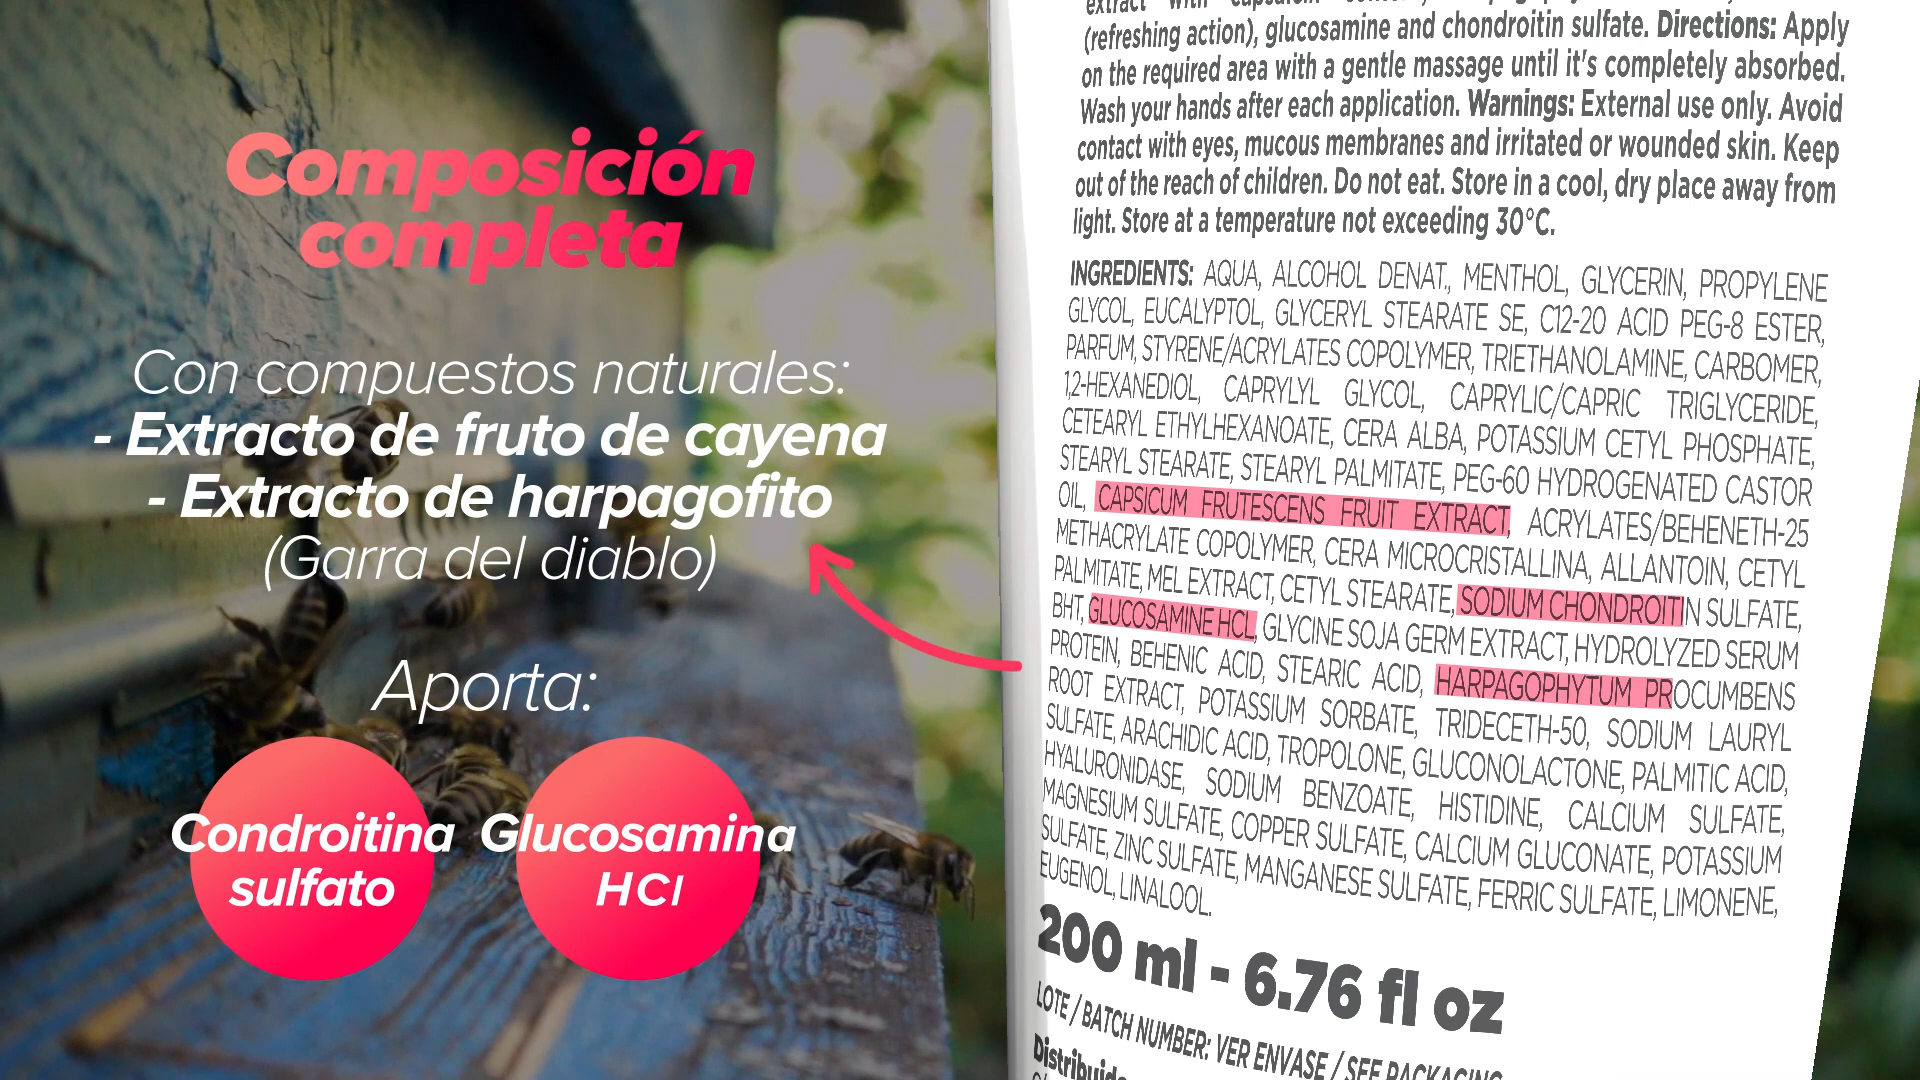 Composición
completa
Con compuestos naturales:
- Extracto de fruto de cayena
- Extracto de harpagofito
(Garra del diablo)
Aporta:
Condroitina
sulfato
Glucosamina
HCl
extract with
(refreshing action), glucosamine and chondroitin sulfate. Directions: Apply
on the required area with a gentle massage until it's completely absorbed.
Wash your hands after each application. Warnings: External use only. Avoid
contact with eyes, mucous membranes and irritated or wounded skin. Keep
out of the reach of children. Do not eat. Store in a cool, dry place away from
light. Store at a temperature not exceeding 30°C.
INGREDIENTS: AQUA, ALCOHOL DENAT., MENTHOL, GLYCERIN, PROPYLENE
GLYCOL, EUCALYPTOL, GLYCERYL STEARATE SE, C12-20 ACID PEG-8 ESTER,
PARFUM, STYRENE/ACRYLATES COPOLYMER, TRIETHANOLAMINE, CARBOMER,
1,2-HEXANEDIOL, CAPRYLYL GLYCOL, CAPRYLIC/CAPRIC TRIGLYCERIDE,
CETEARYL ETHYLHEXANOATE, CERA ALBA, POTASSIUM CETYL PHOSPHATE,
STEARYL STEARATE, STEARYL PALMITATE, PEG-60 HYDROGENATED CASTOR
OIL, CAPSICUM FRUTESCENS FRUIT EXTRACT, ACRYLATES/BEHENETH-25
METHACRYLATE COPOLYMER, CERA MICROCRISTALLINA, ALLANTOIN, CETYL
PALMITATE, MEL EXTRACT, CETYL STEARATE, SODIUM CHONDROITIN SULFATE,
BHT, GLUCOSAMINE HCL, GLYCINE SOJA GERM EXTRACT, HYDROLYZED SERUM
PROTEIN, BEHENIC ACID, STEARIC ACID, HARPAGOPHYTUM PROCUMBENS
ROOT EXTRACT, POTASSIUM SORBATE, TRIDECETH-50, SODIUM LAURYL
SULFATE, ARACHIDIC ACID, TROPOLONE, GLUCONOLACTONE, PALMITIC ACID,
HYALURONIDASE, SODIUM BENZOATE, HISTIDINE, CALCIUM SULFATE,
MAGNESIUM SULFATE, COPPER SULFATE, CALCIUM GLUCONATE, POTASSIUM
SULFATE, ZINC SULFATE, MANGANESE SULFATE, FERRIC SULFATE, LIMONENE,
EUGENOL, LINALOOL.
200 ml - 6.76 fl oz
LOTE / BATCH NUMBER: VER ENVASE / SEE PACKAGING